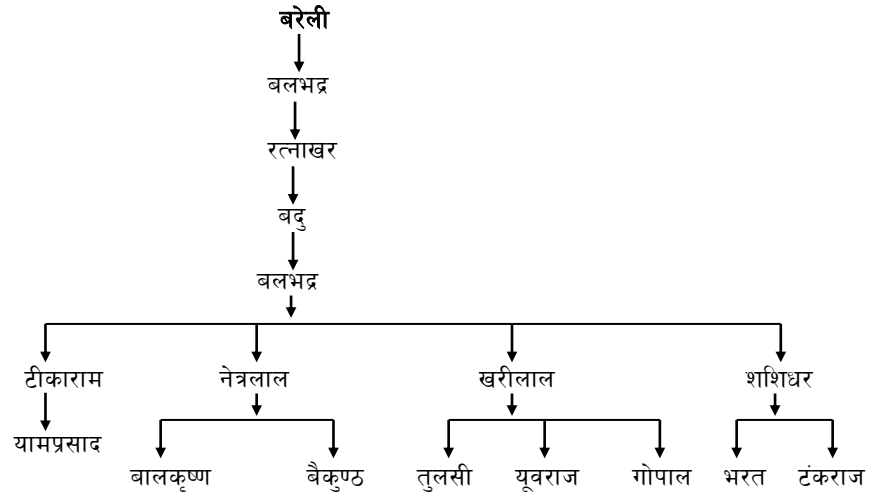 बरेली
बलभद्र
रत्नाखर
बदु
बलभद्र
टीकाराम नेत्रलाल खरीलाल शशिधर
यामप्रसाद
बालकृष्ण बैकुण्ठ तुलसी यूवराज गोपाल भरत टंकराज